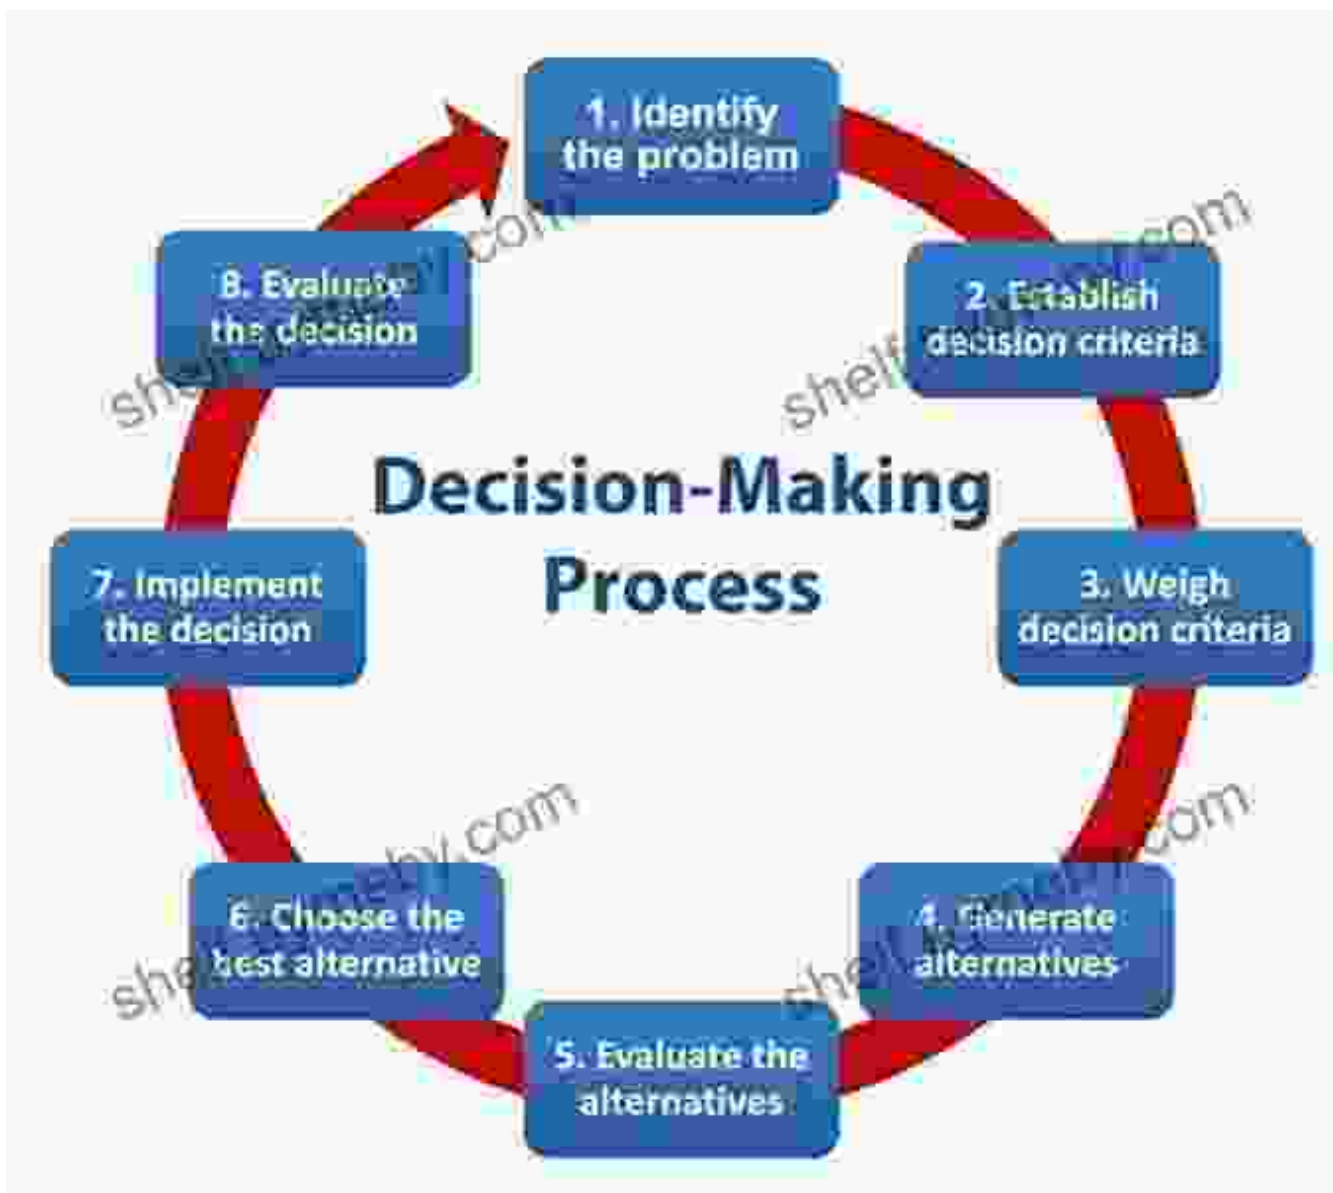 1. Identify
the problem
2. Establish
decision criteria
3. Weigh
decision criteria
4. Generate
alternatives
5. Evaluate the
alternatives
6. Choose the
best alternative
7. Implement
the decision
8. Evaluate
the decision
Decision-Making
Process